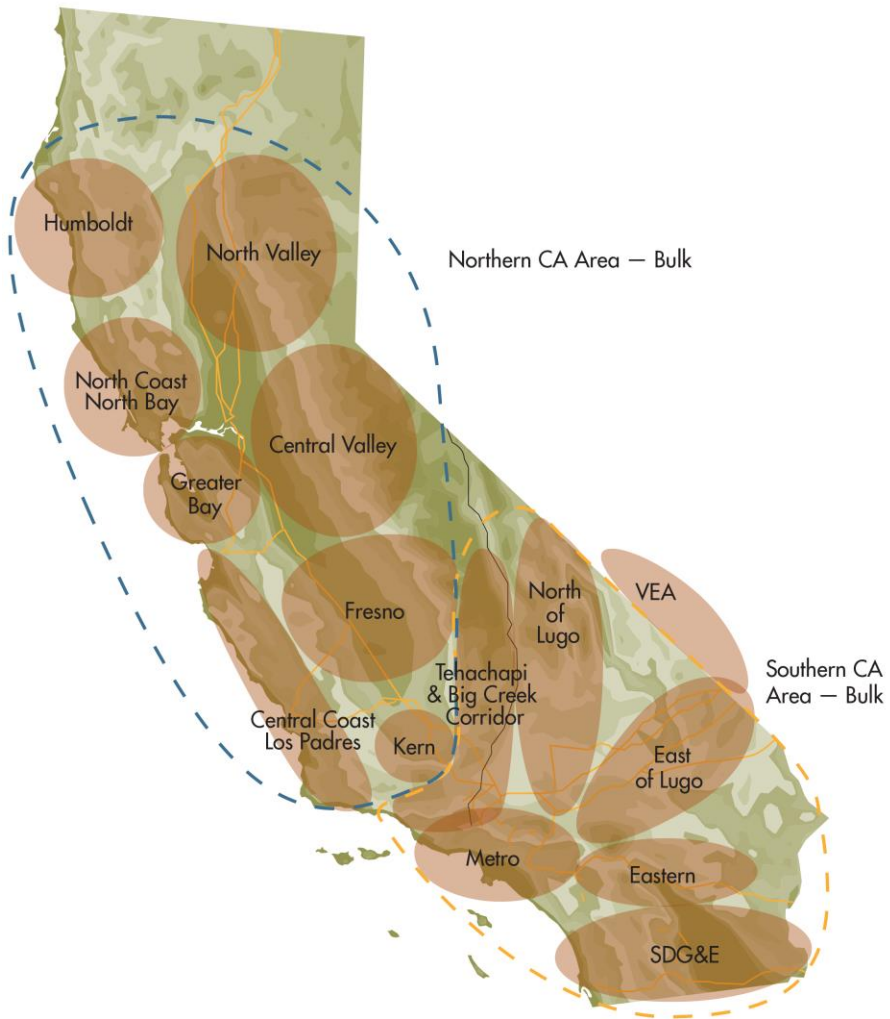 Humboldt
North Valley
Northern CA Area — Bulk
North Coast
North Bay
Central Valley
Greater
Bay
Fresno
North
of
Lugo
VEA
Tehachapi
& Big Creek
Corridor
Southern CA
Area — Bulk
Central Coast
Los Padres
Kern
East
of Lugo
Metro
Eastern
SDG&E